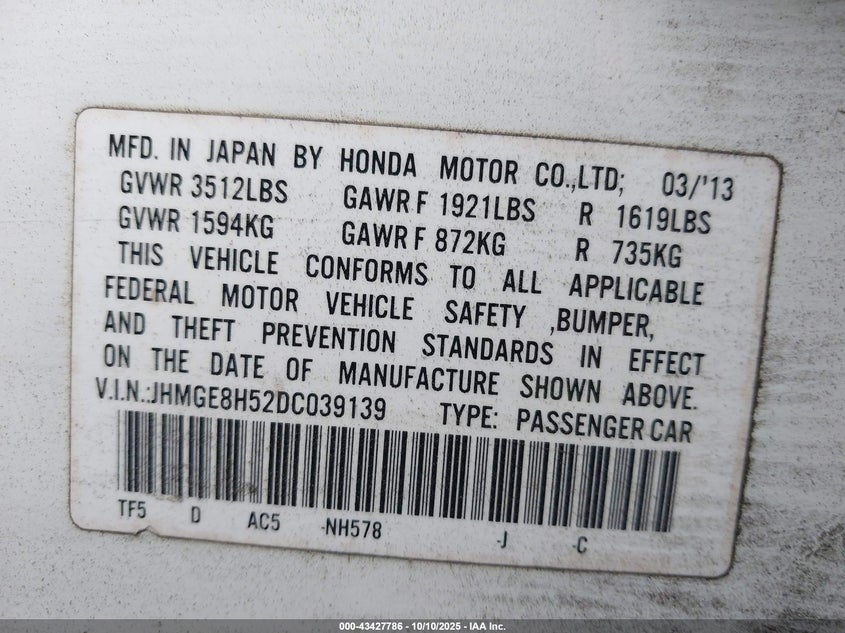 MFD. IN JAPAN BY HONDA MOTOR CO.,LTD; 03/'13
GVWR 3512LBS GAWR F 1921LBS R 1619LBS
GVWR 1594KG GAWR F 872KG R 735KG
THIS VEHICLE CONFORMS TO ALL APPLICABLE
FEDERAL MOTOR VEHICLE SAFETY ,BUMPER,
AND THEFT PREVENTION STANDARDS IN EFFECT
ON THE DATE OF MANUFACTURE SHOWN ABOVE.
V.I.N.:JHMGE8H52DC039139 TYPE: PASSENGER CAR
TF5 D AC5 -NH578 -J -C
000-43427786 - 10/10/2025 - IAA Inc.